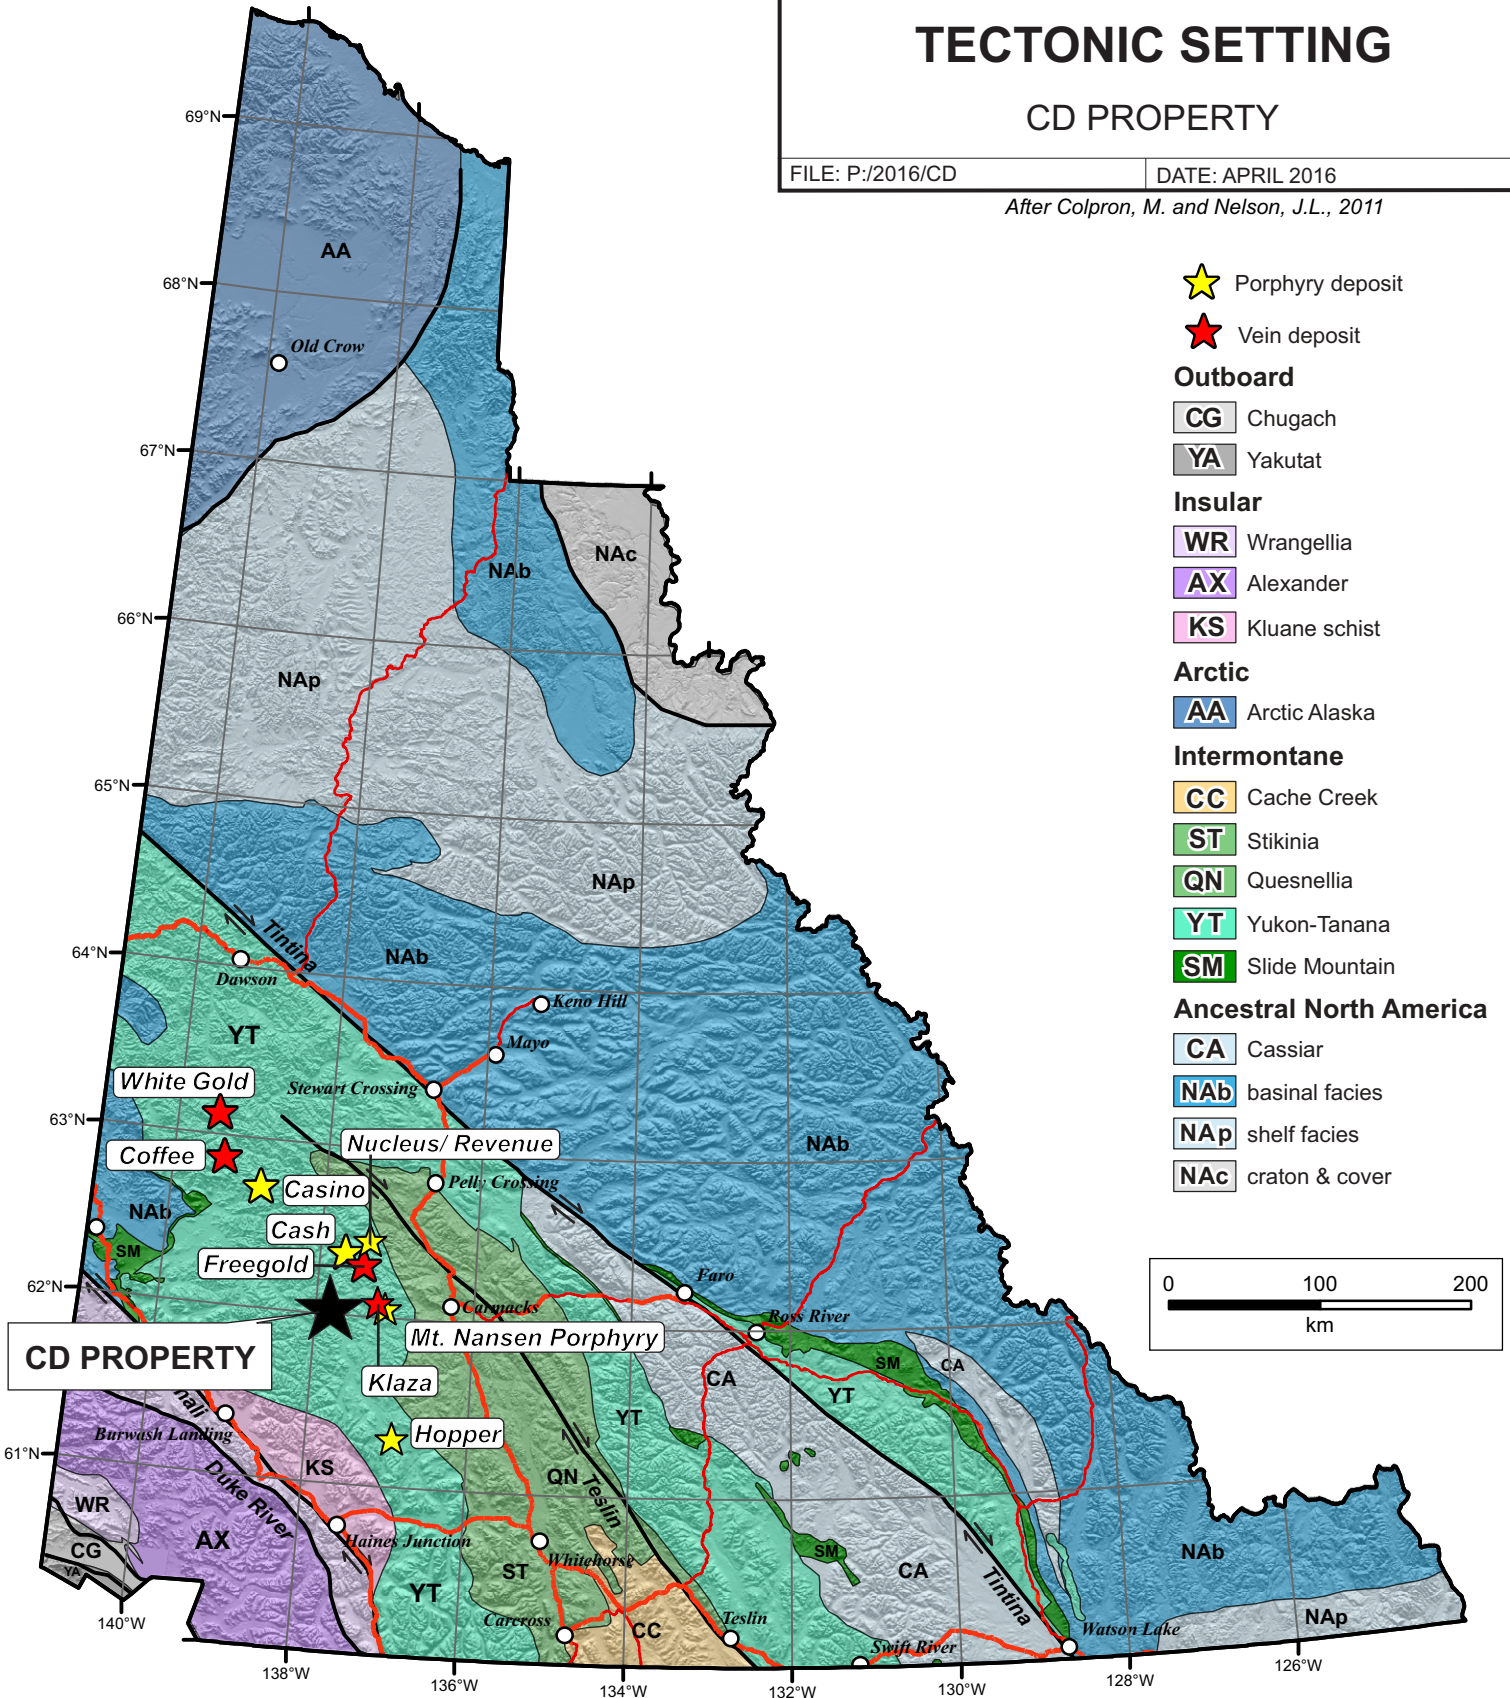 TECTONIC SETTING
CD PROPERTY
FILE: P:/2016/CD
DATE: APRIL 2016
After Colpron, M. and Nelson, J.L., 2011
Porphyry deposit
Vein deposit
Outboard
CG Chugach
YA Yakutat
Insular
WR Wrangellia
AX Alexander
KS Kluane schist
Arctic
AA Arctic Alaska
Intermontane
CC Cache Creek
ST Stikinia
QN Quesnellia
YT Yukon-Tanana
SM Slide Mountain
Ancestral North America
CA Cassiar
NAb basinal facies
NAp shelf facies
NAc craton & cover
0 100 200
km
69°N
AA
68°N
Old Crow
67°N
NAc
NAb
66°N
NAp
65°N
NAp
Tintina
64°N
NAb
Dawson
Keno Hill
YT
Mayo
White Gold
Stewart Crossing
63°N
Nucleus/ Revenue
NAb
Coffee
Casino
Pelly Crossing
NAb
Cash
SM
Freegold
62°N
Faro
Carmacks
Ross River
Mt. Nansen Porphyry
CD PROPERTY
SM
CA
CA
Klaza
YT
nali
YT
Burwash Landing
Hopper
61°N
KS
QN
Duke River
Teslin
WR
AX
Haines Junction
CG
Whitehorse
SM
NAb
YA
ST
CA
YT
Tintina
Carcross
CC
Teslin
NAp
Watson Lake
Swift River
140°W
138°W
136°W
134°W
132°W
130°W
128°W
126°W